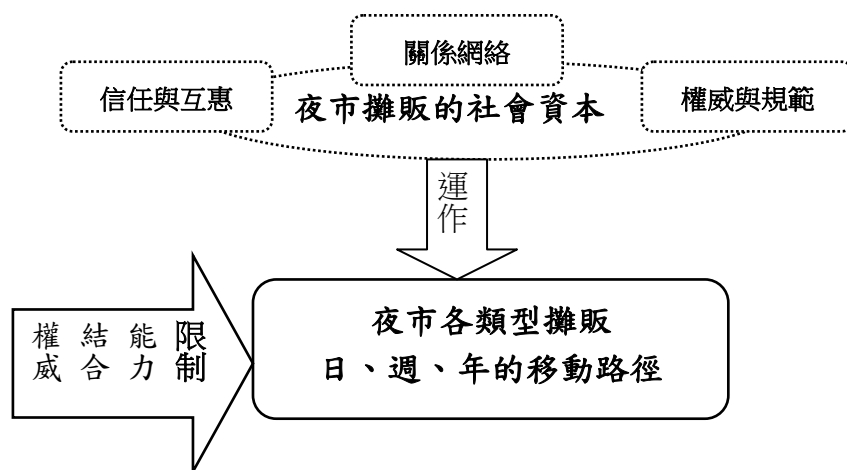 關係網絡
信任與互惠
權威與規範
夜市攤販的社會資本
運作
權威
結合
能力
限制
夜市各類型攤販
日、週、年的移動路徑